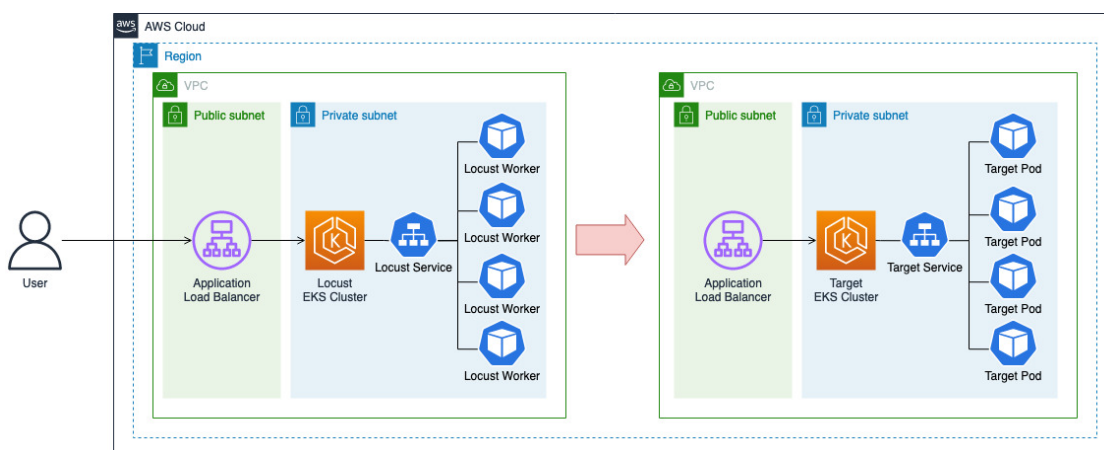 aws
AWS Cloud
Region
VPC
Public subnet
Private subnet
Locust Worker
Locust Worker
Locust Worker
Locust Worker
User
Application
Load Balancer
K
Locust
EKS Cluster
Locust Service
VPC
Public subnet
Private subnet
Target Pod
Target Pod
Target Pod
Target Pod
Application
Load Balancer
K
Target
EKS Cluster
Target Service